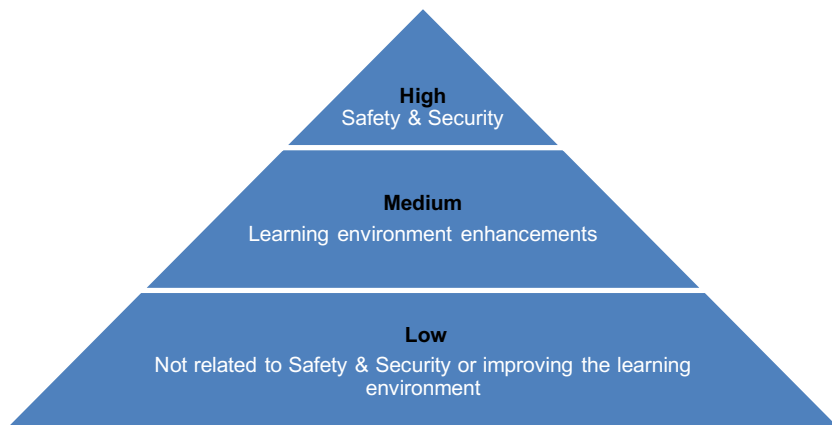 High
Safety & Security
Medium
Learning environment enhancements
Low
Not related to Safety & Security or improving the learning
environment